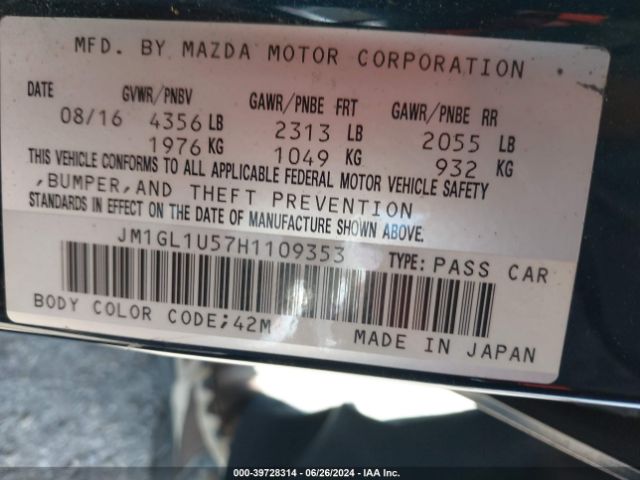 MFD. BY MAZDA MOTOR CORPORATION
DATE GVWR/PNBV GAWR/PNBE FRT GAWR/PNBE RR
08/16 4356 LB 2313 LB 2055 LB
1976 KG 1049 KG 932 KG
THIS VEHICLE CONFORMS TO ALL APPLICABLE FEDERAL MOTOR VEHICLE SAFETY
,BUMPER,AND THEFT PREVENTION
STANDARDS IN EFFECT ON THE DATE OF MANUFACTURE SHOWN ABOVE.
JM1GL1U57H1109353 TYPE: PASS CAR
BODY COLOR CODE;42M MADE IN JAPAN
000-39728314 - 06/26/2024 - IAA Inc.